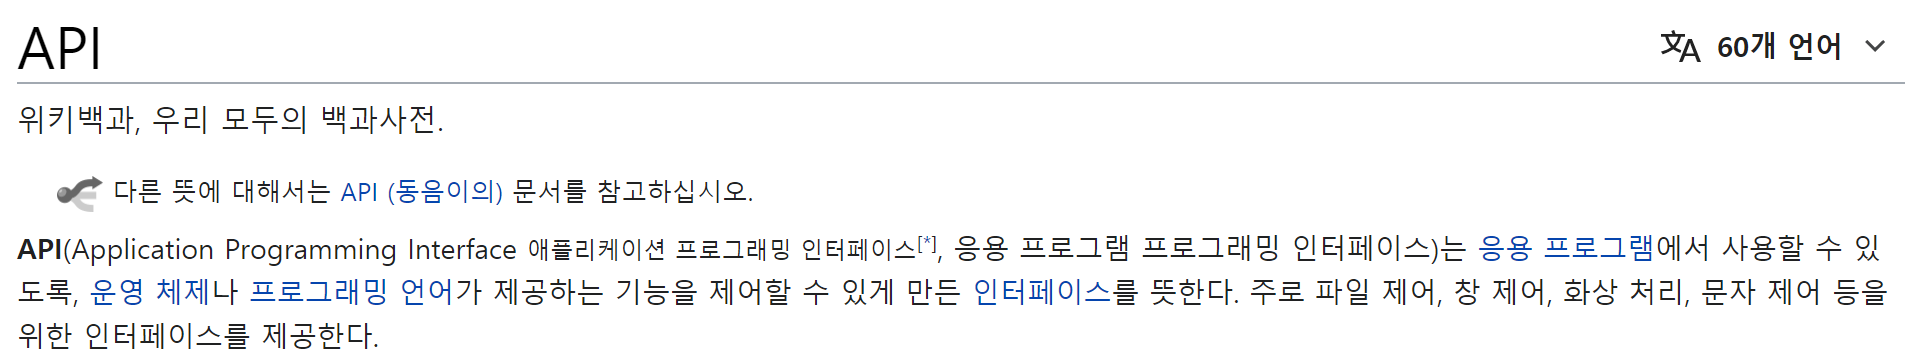 API
文A 60개 언어
위키백과, 우리 모두의 백과사전.
다른 뜻에 대해서는 API (동음이의) 문서를 참고하십시오.
API(Application Programming Interface 애플리케이션 프로그래밍 인터페이스[*], 응용 프로그램 프로그래밍 인터페이스)는 응용 프로그램에서 사용할 수 있
도록, 운영 체제나 프로그래밍 언어가 제공하는 기능을 제어할 수 있게 만든 인터페이스를 뜻한다. 주로 파일 제어, 창 제어, 화상 처리, 문자 제어 등을
위한 인터페이스를 제공한다.